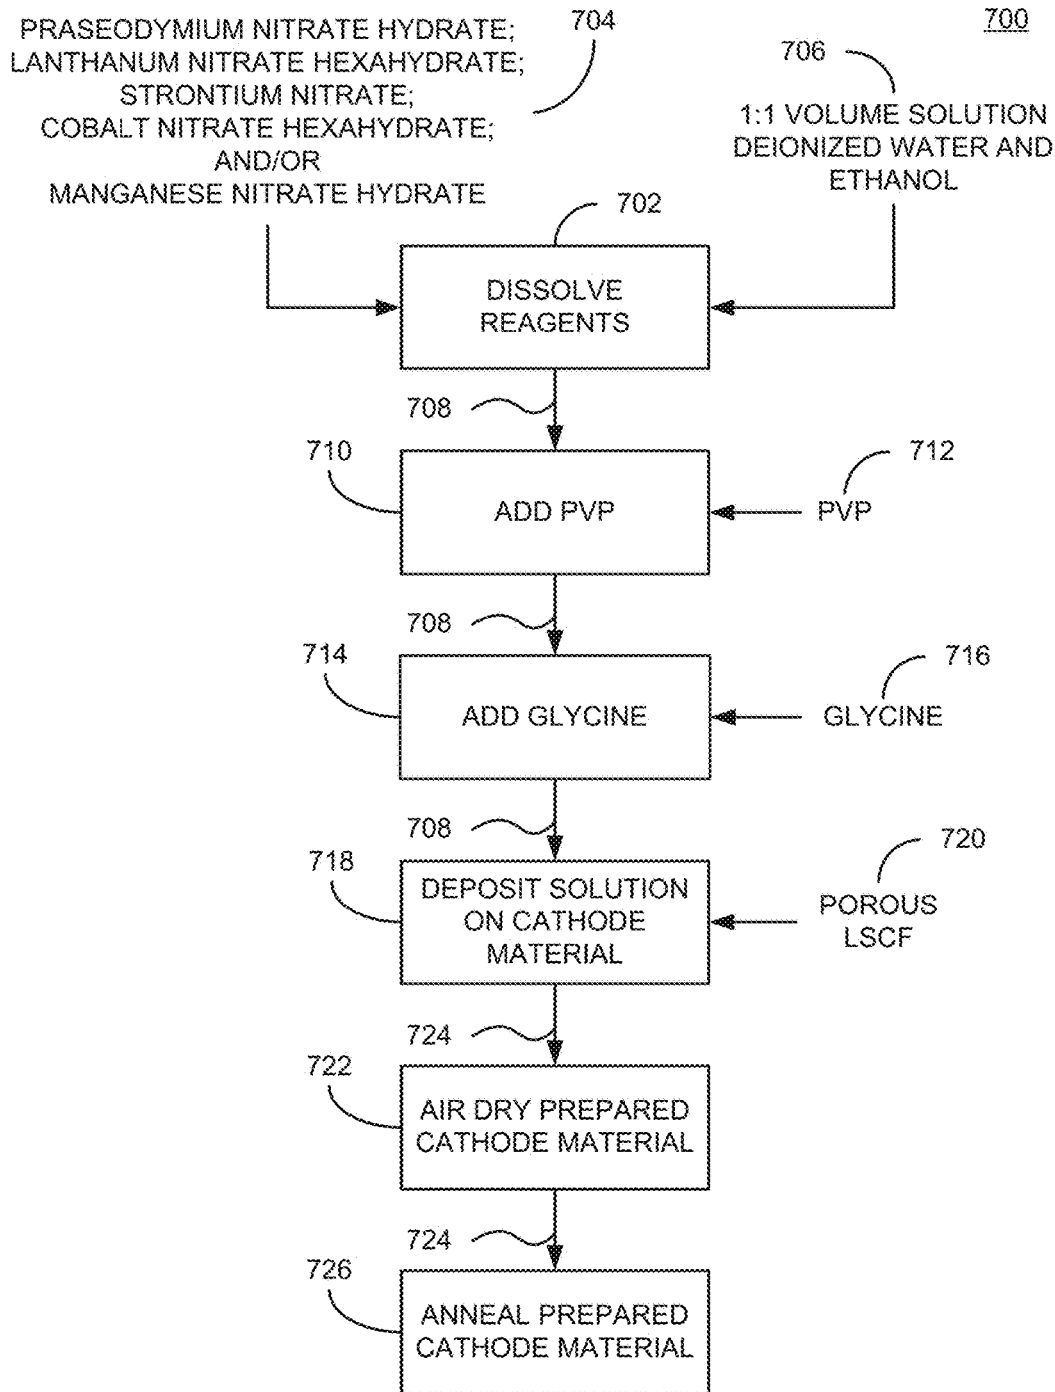 700
704
PRASEODYMIUM NITRATE HYDRATE;
LANTHANUM NITRATE HEXAHYDRATE;
STRONTIUM NITRATE;
COBALT NITRATE HEXAHYDRATE;
AND/OR
MANGANESE NITRATE HYDRATE
706
1:1 VOLUME SOLUTION
DEIONIZED WATER AND
ETHANOL
702
DISSOLVE
REAGENTS
708
710
ADD PVP
712
PVP
708
714
ADD GLYCINE
716
GLYCINE
708
718
DEPOSIT SOLUTION
ON CATHODE
MATERIAL
720
POROUS
LSCF
724
722
AIR DRY PREPARED
CATHODE MATERIAL
724
726
ANNEAL PREPARED
CATHODE MATERIAL